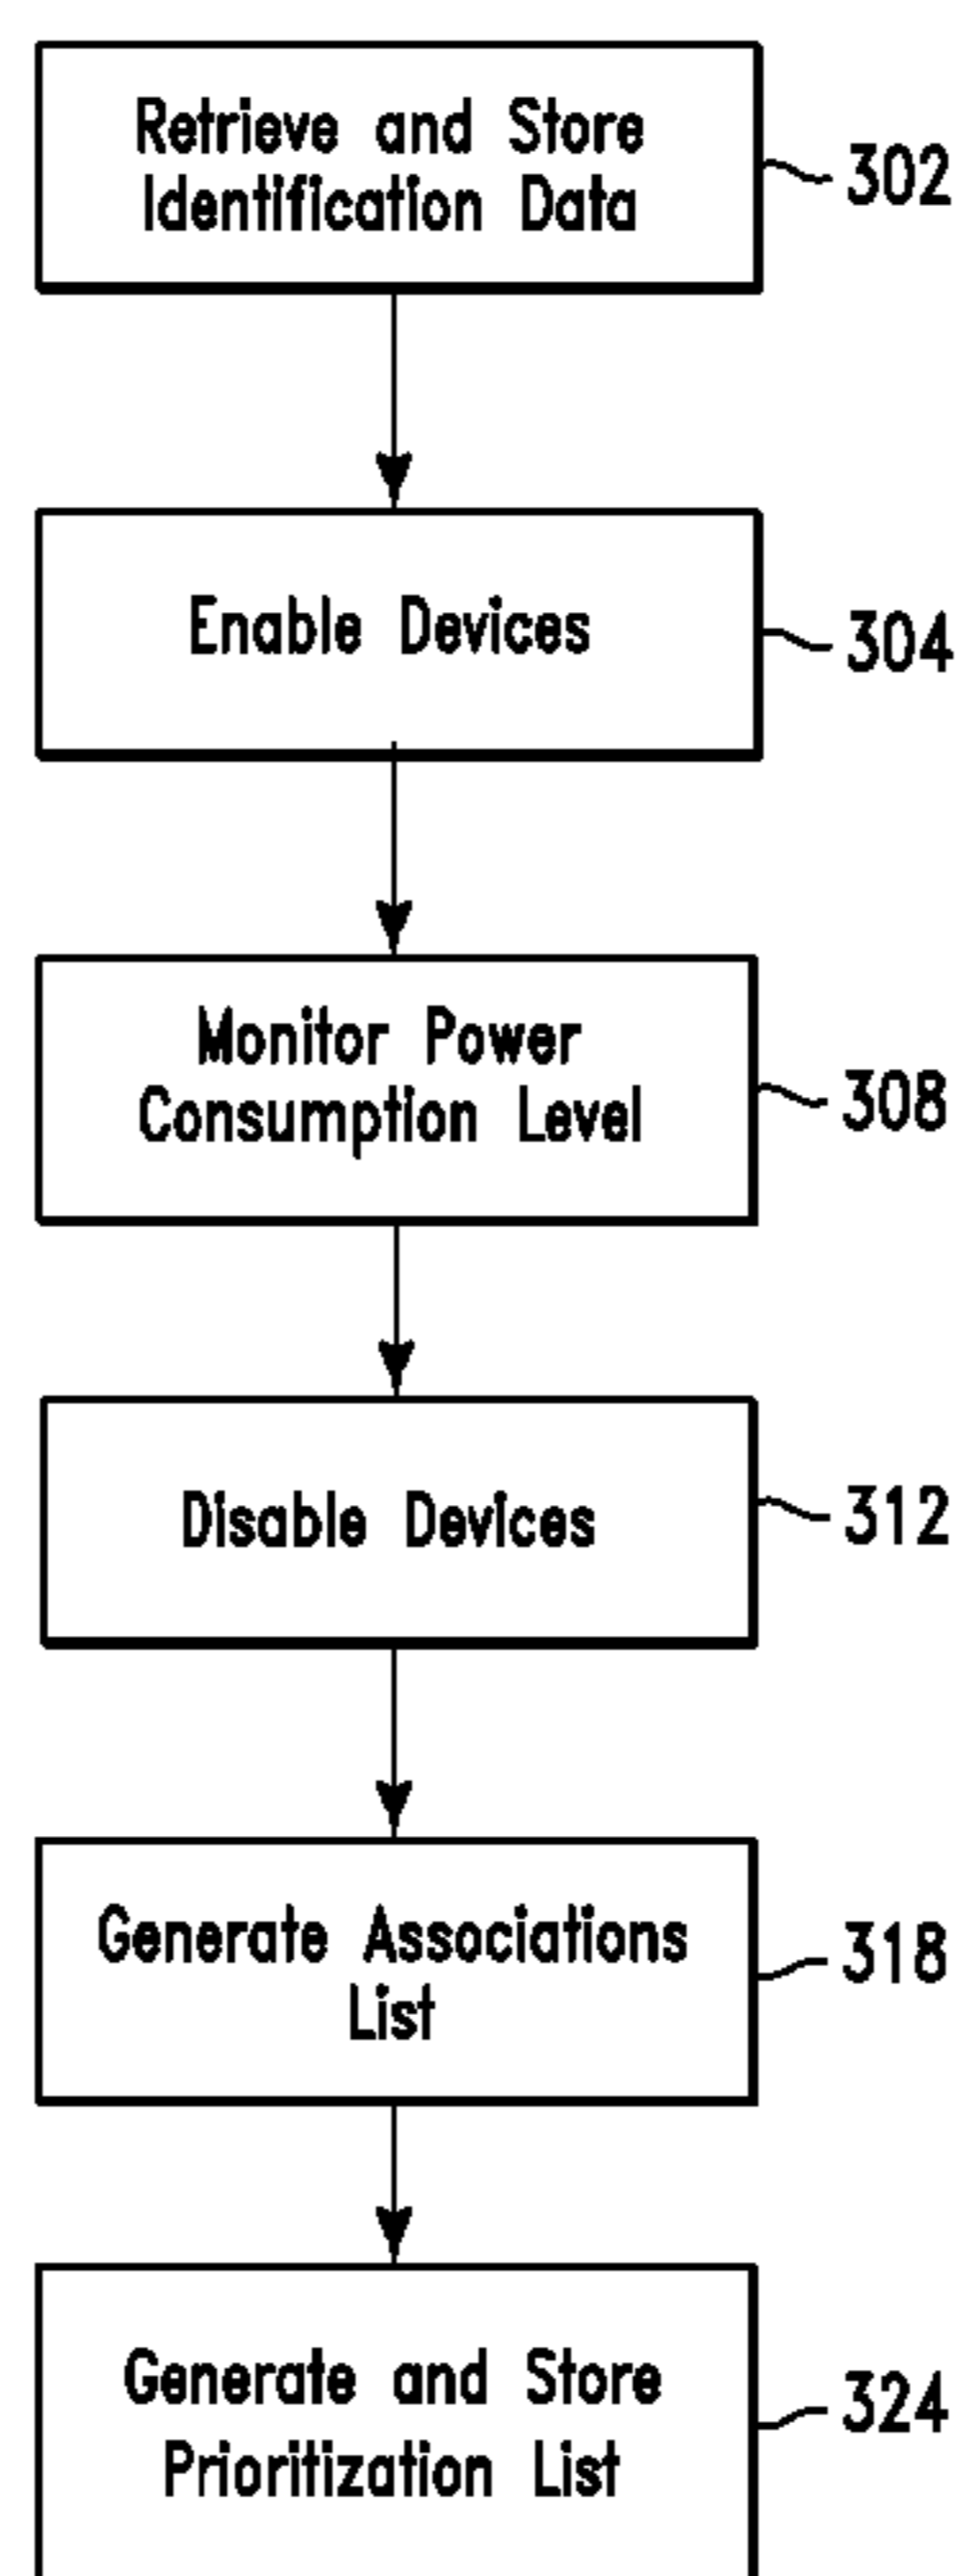 Retrieve and Store
Identification Data
302
Enable Devices
304
Monitor Power
Consumption Level
308
Disable Devices
312
Generate Associations
List
318
Generate and Store
Prioritization List
324